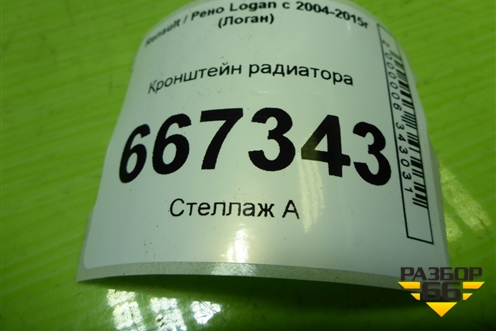 Renault / Рено Logan с 2004-2015г
(Логан)
Кронштейн радиатора
667343
Стеллаж А
РАЗБОР
66